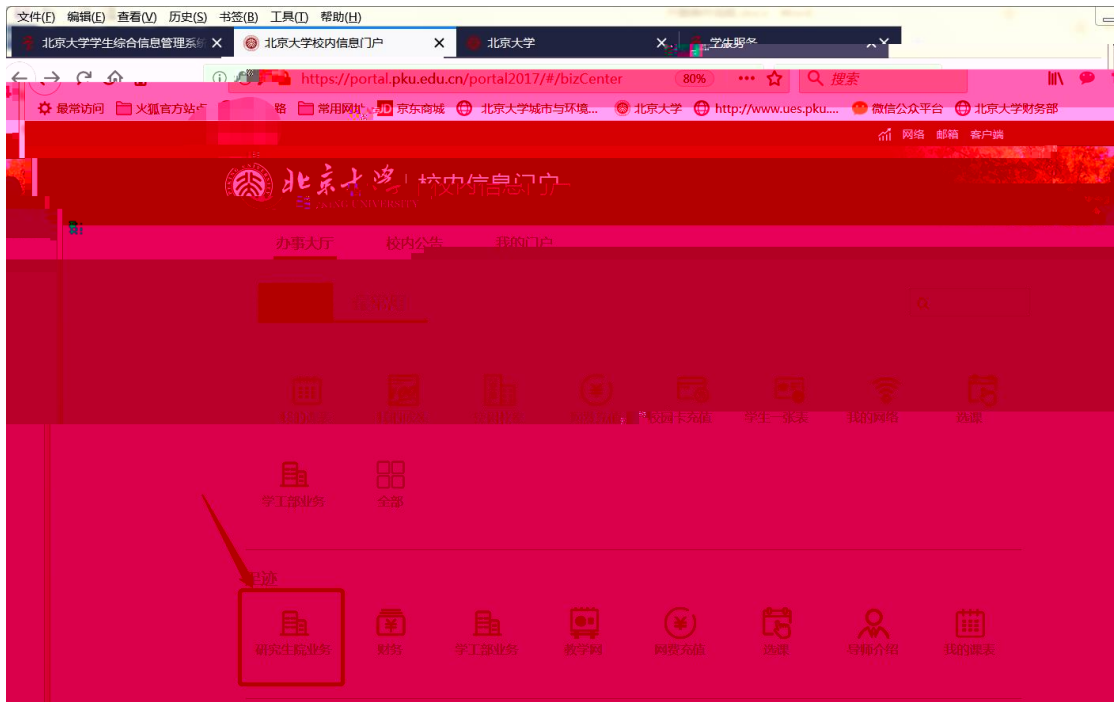 文件(F) 编辑(E) 查看(V) 历史(S) 书签(B) 工具(T) 帮助(H)
北京大学学生综合信息管理系统 北京大学校内信息门户 北京大学
https://portal.pku.edu.cn/portal2017/#/bizCenter 80% 搜索
最常访问 火狐官方站点 常用网址 JD 京东商城 北京大学城市与环境... 北京大学 http://www.ues.pku.... 微信公众平台 北京大学财务部
网络 邮箱 客户端
北京大学 校内信息门户
办事大厅 校内公告 我的门户
校园卡充值 学生一张表 我的网络 选课
学工部业务 全部
足迹
研究生院业务 财务 学工部业务 教学网 网费充值 选课 导师介绍 我的课表